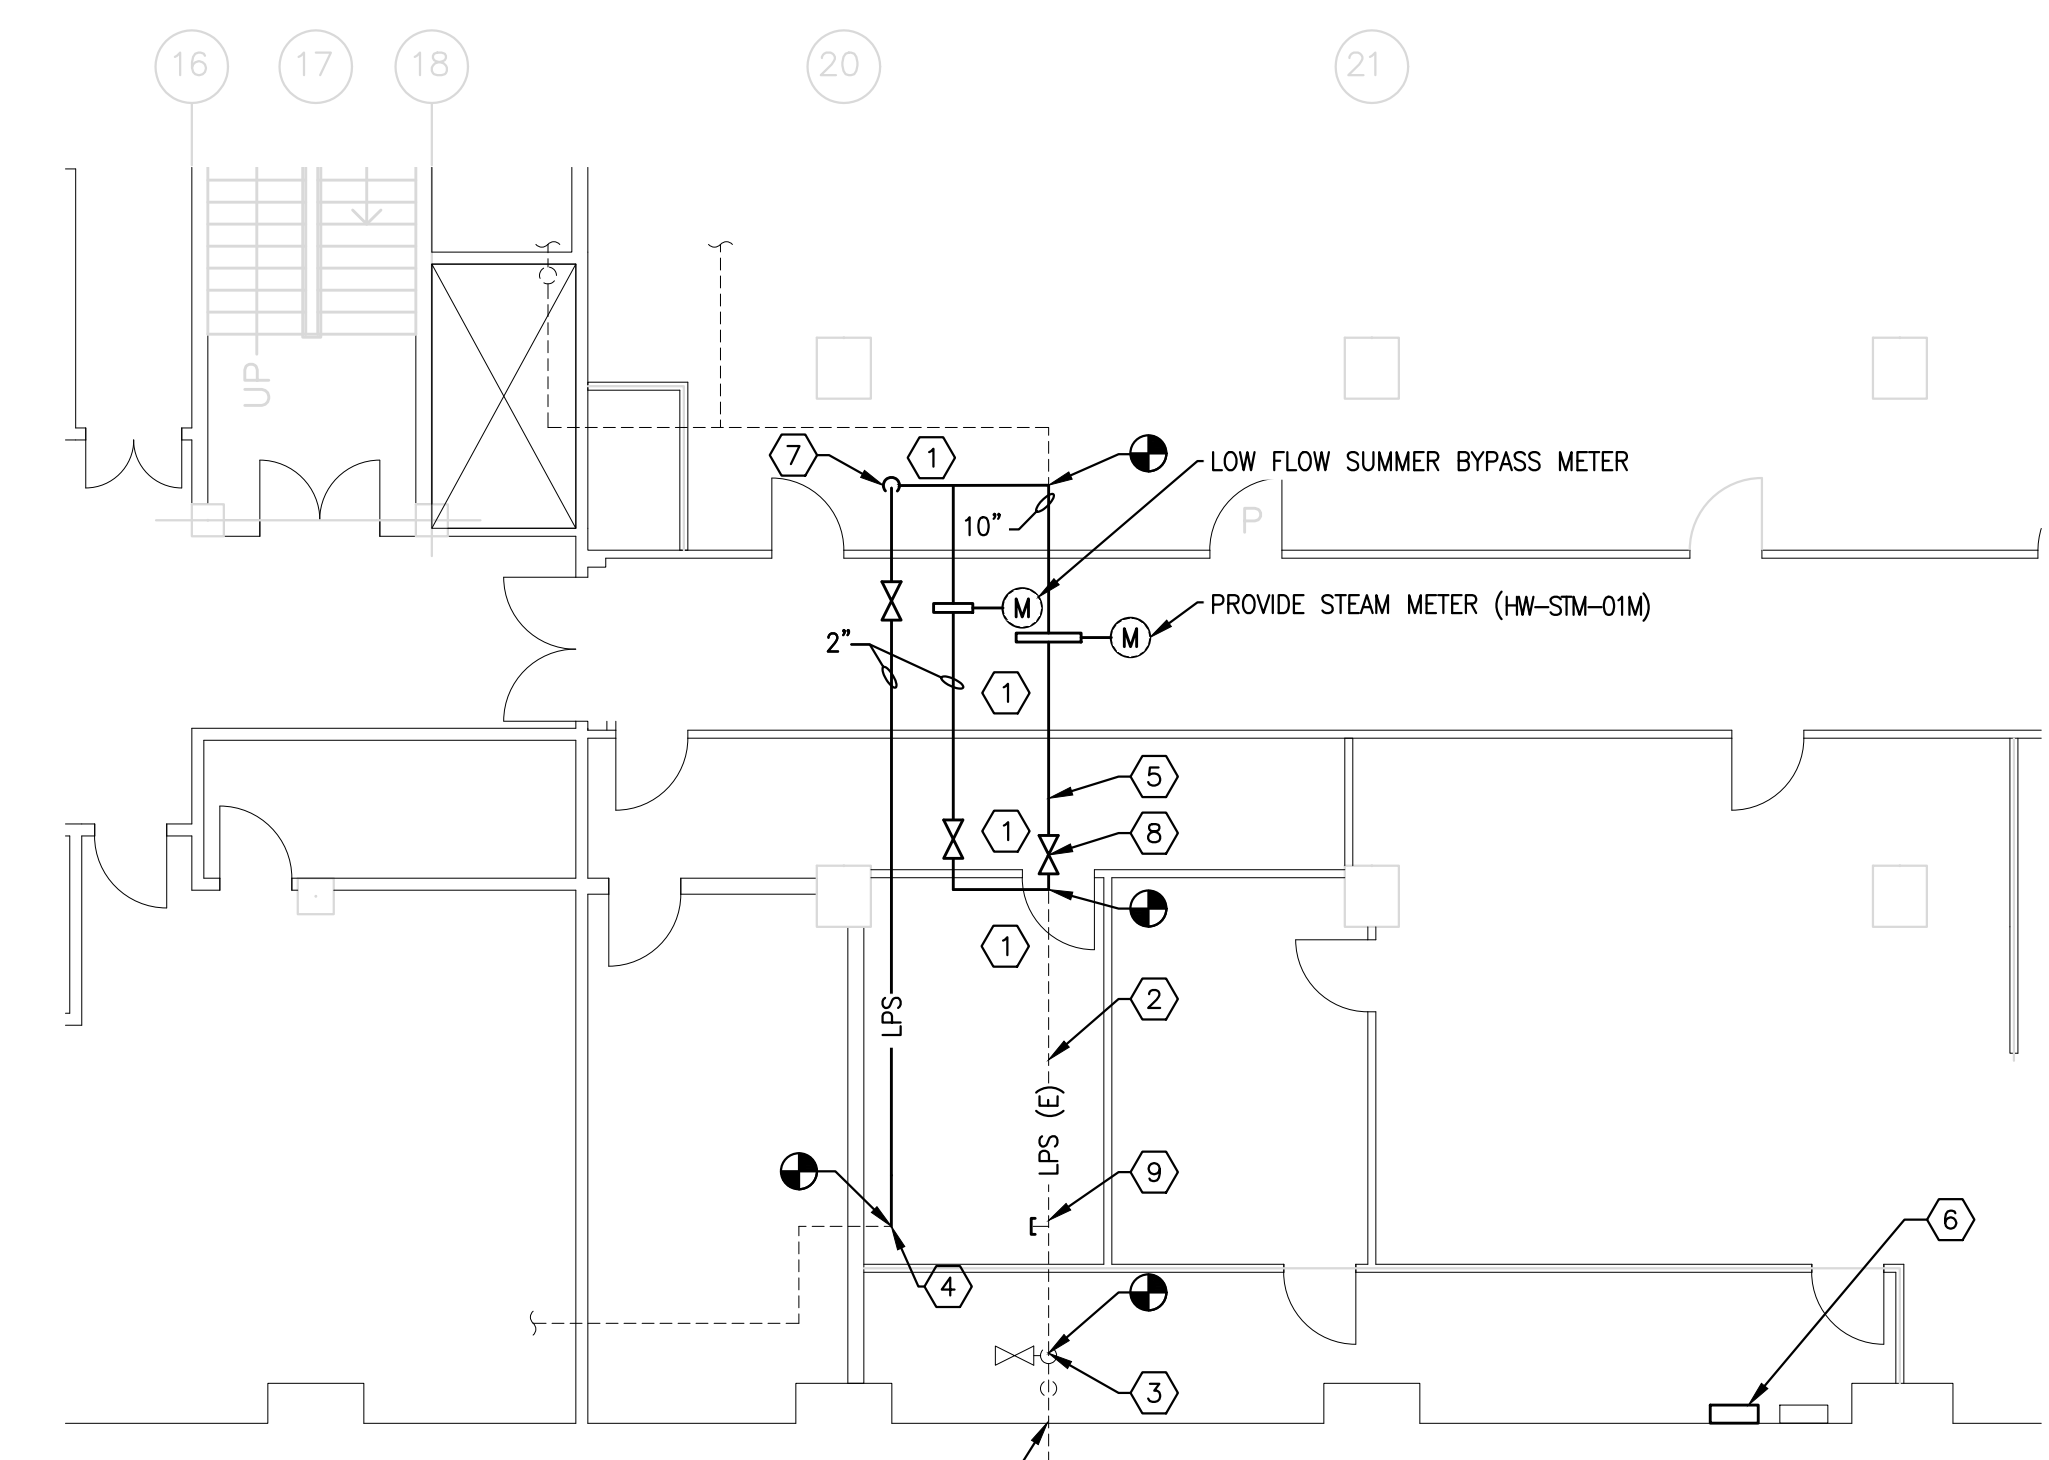 16
17
18
20
21
UP
7
1
LOW FLOW SUMMER BYPASS METER
10”
P
PROVIDE STEAM METER (HW-STM-01M)
M
M
2”
1
5
1
8
1
2
LPS
LPS (E)
9
6
4
3